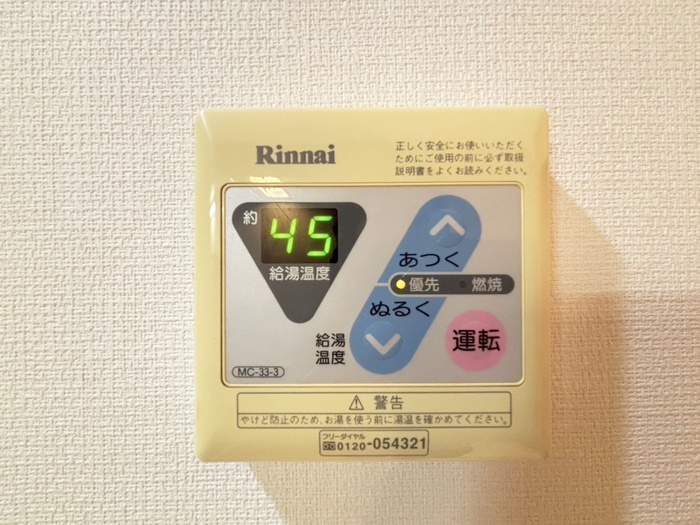 Rinnai
正しく安全にお使いいただく
ためにご使用の前に必ず取扱
説明書をよくお読みください。
約
45
給湯温度
あつく
優先
燃焼
ぬるく
給湯
温度
運転
MC-33-3
⚠ 警告
やけど防止のため、お湯を使う前に湯温を確かめてください。
フリーダイヤル
0120-054321